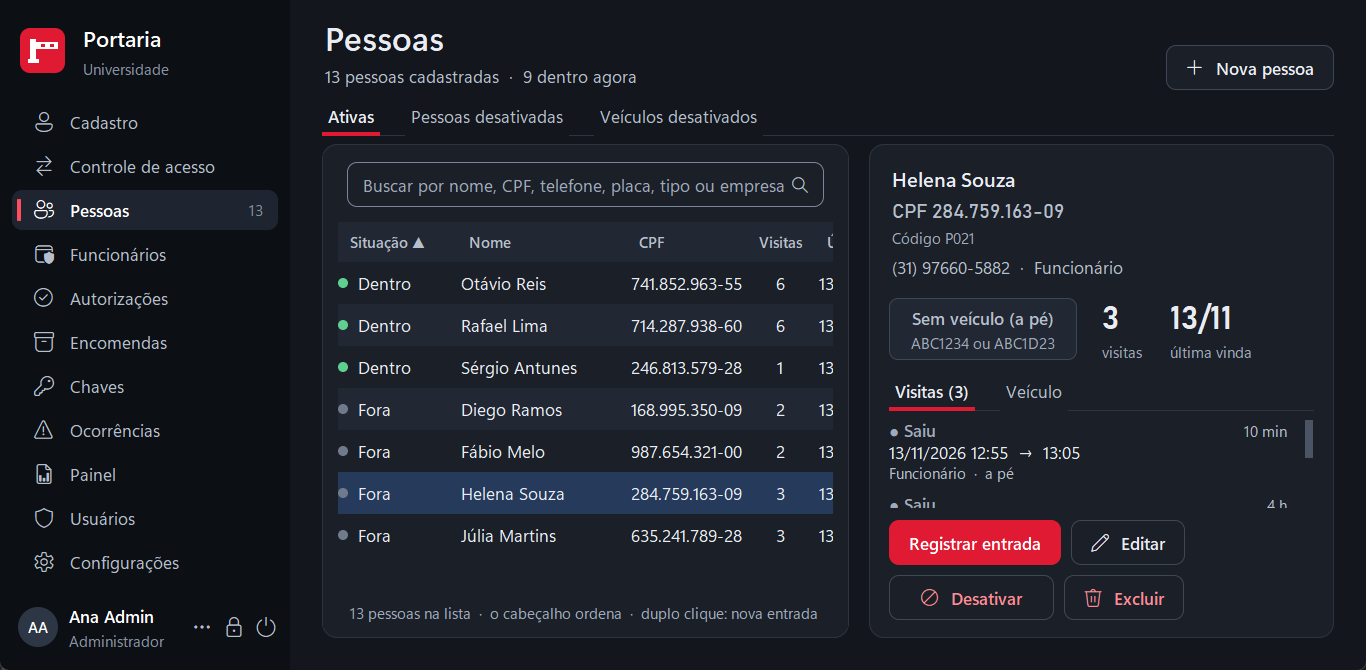 Portaria
Universidade
Cadastro
Controle de acesso
Pessoas 13
Funcionários
Autorizações
Encomendas
Chaves
Ocorrências
Painel
Usuários
Configurações
AA
Ana Admin
Administrador
Pessoas
13 pessoas cadastradas · 9 dentro agora
+ Nova pessoa
Ativas Pessoas desativadas Veículos desativados
Buscar por nome, CPF, telefone, placa, tipo ou empresa
Situação ▲ Nome CPF Visitas
Dentro Otávio Reis 741.852.963-55 6 13
Dentro Rafael Lima 714.287.938-60 6 13
Dentro Sérgio Antunes 246.813.579-28 1 13
Fora Diego Ramos 168.995.350-09 2 13
Fora Fábio Melo 987.654.321-00 2 13
Fora Helena Souza 284.759.163-09 3 13
Fora Júlia Martins 635.241.789-28 3 13
13 pessoas na lista · o cabeçalho ordena · duplo clique: nova entrada
Helena Souza
CPF 284.759.163-09
Código P021
(31) 97660-5882 · Funcionário
Sem veículo (a pé)
ABC1234 ou ABC1D23
3
visitas
13/11
última vinda
Visitas (3) Veículo
● Saiu 10 min
13/11/2026 12:55 → 13:05
Funcionário · a pé
● Saiu 4 h
Registrar entrada
Editar
Desativar
Excluir